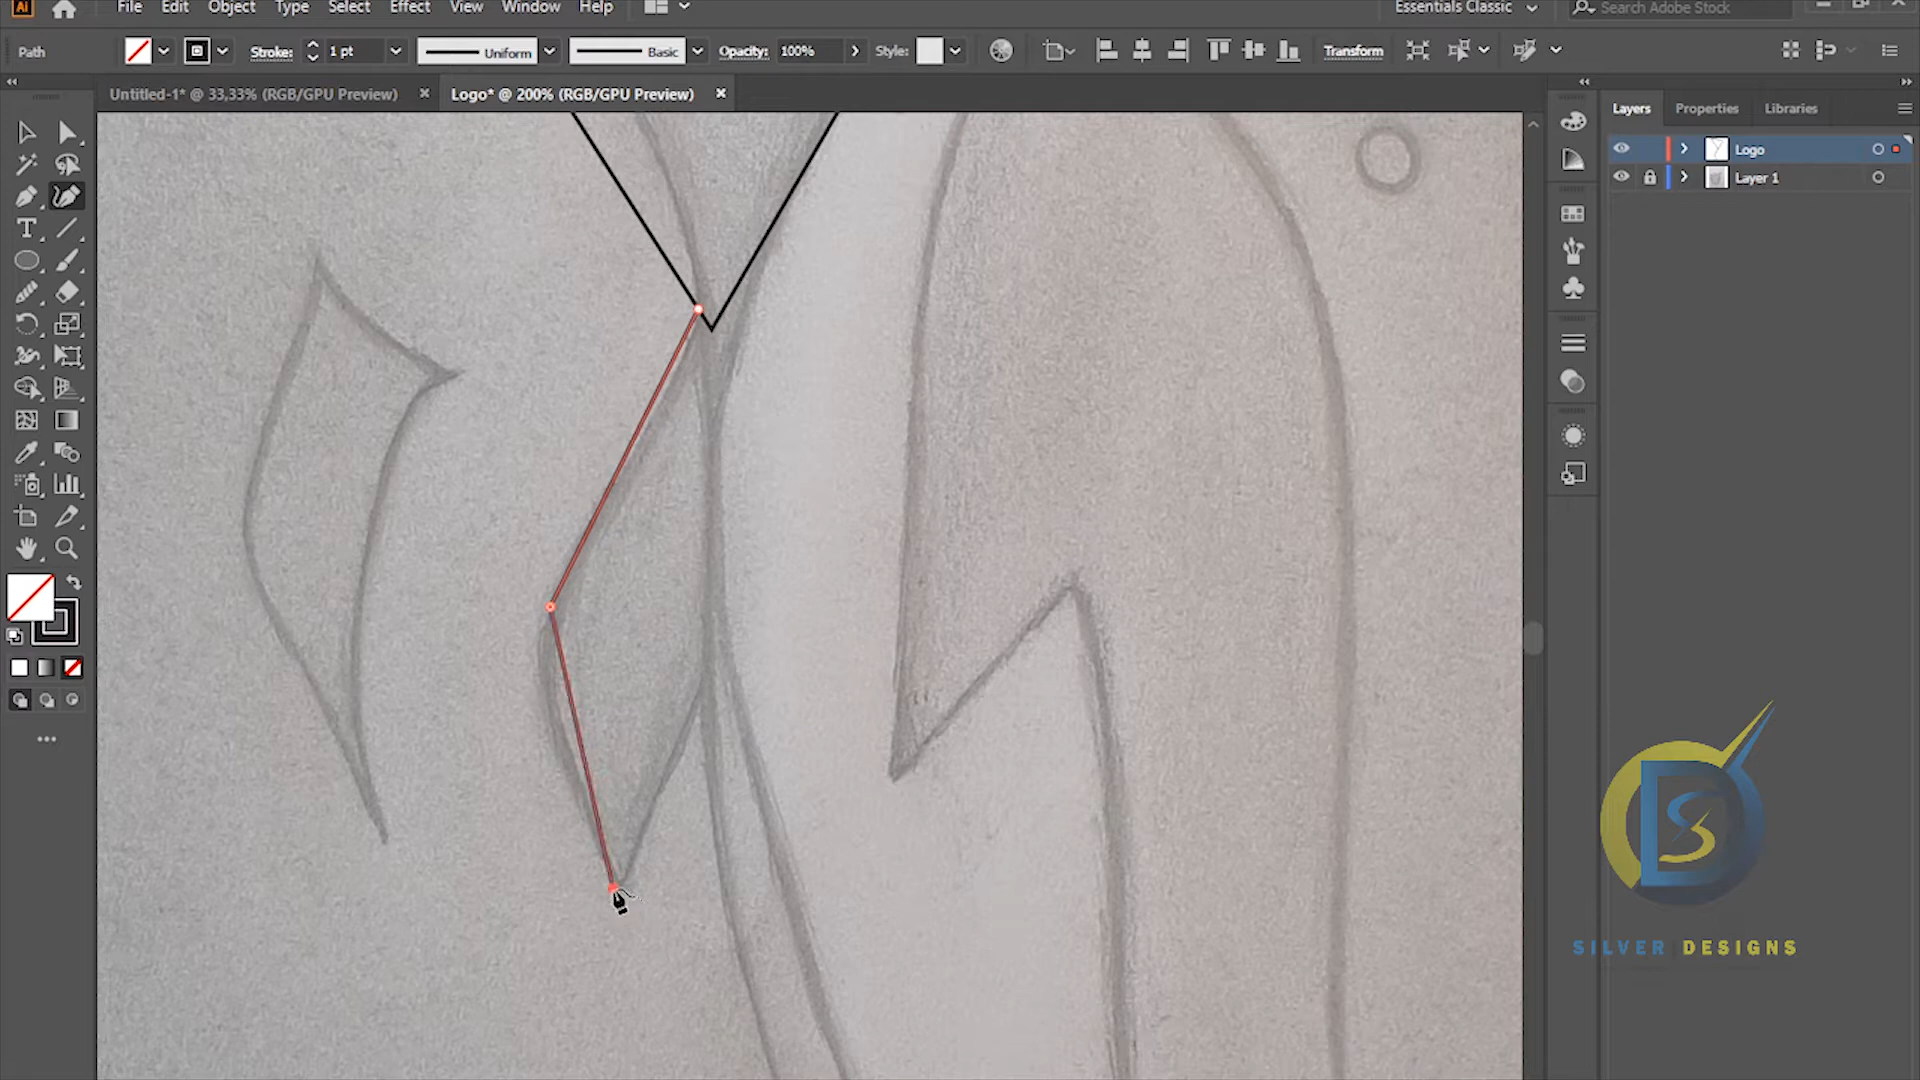 Ai File Edit Object Type Select Effect View Window Help Essentials Classic Search Adobe Stock
Path Stroke: 1 pt Uniform Basic Opacity: 100% Style: Transform
Untitled-1* @ 33,33% (RGB/GPU Preview) Logo* @ 200% (RGB/GPU Preview)
Layers Properties Libraries
Logo
Layer 1
SILVER DESIGNS